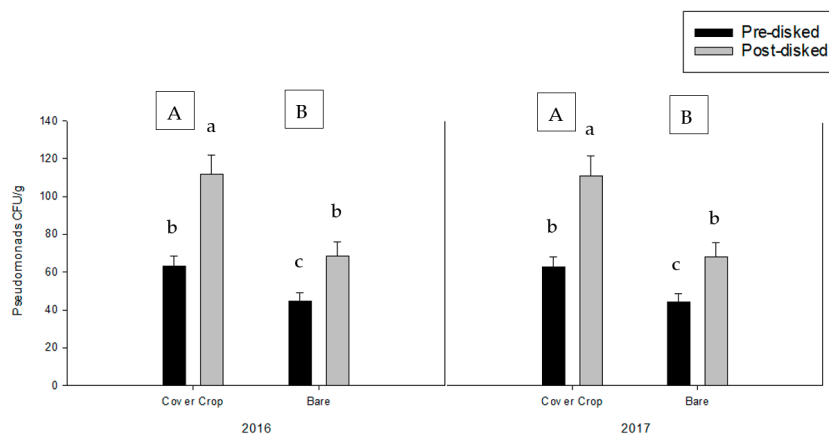 Pre-disked
Post-disked
A
B
A
B
a
a
b
b
b
b
c
c
Pseudomonads CFU/g
140
120
100
80
60
40
20
0
Cover Crop
Bare
Cover Crop
Bare
2016
2017